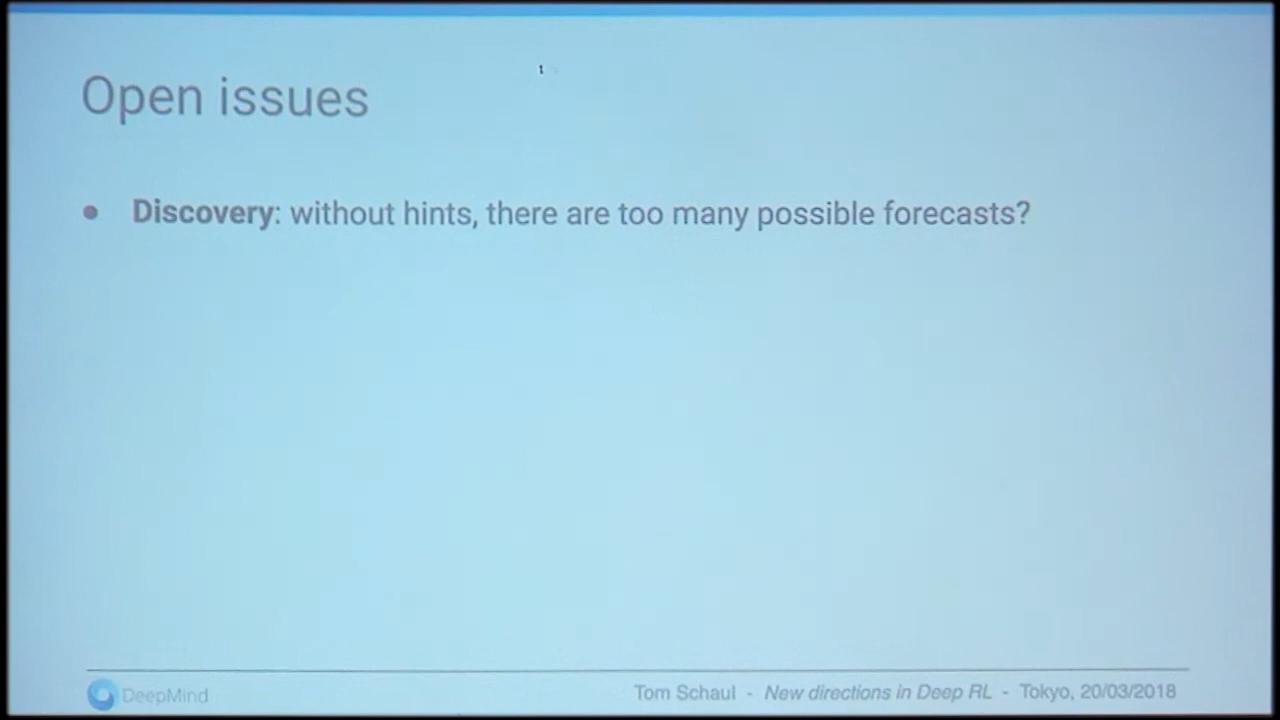 Open issues
● Discovery: without hints, there are too many possible forecasts?
DeepMind
Tom Schaul - New directions in Deep RL - Tokyo, 20/03/2018